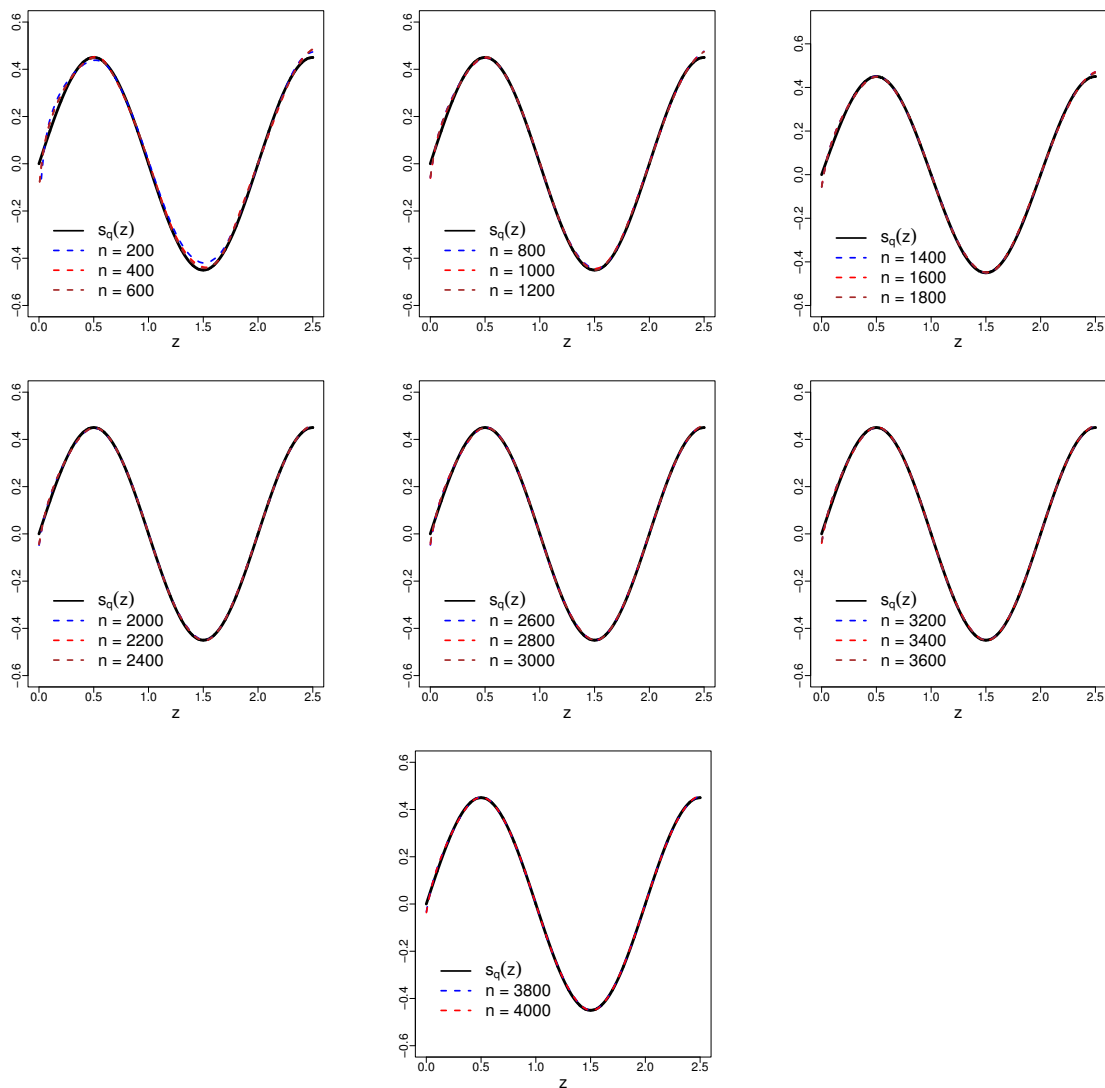 0.6
0.4
0.2
0.0
−0.2
−0.4
−0.6
s_q(z)
n = 200
n = 400
n = 600
0.0 0.5 1.0 1.5 2.0 2.5
z
0.6
0.4
0.2
0.0
−0.2
−0.4
−0.6
s_q(z)
n = 800
n = 1000
n = 1200
0.0 0.5 1.0 1.5 2.0 2.5
z
0.6
0.4
0.2
0.0
−0.2
−0.4
−0.6
s_q(z)
n = 1400
n = 1600
n = 1800
0.0 0.5 1.0 1.5 2.0 2.5
z
0.6
0.4
0.2
0.0
−0.2
−0.4
−0.6
s_q(z)
n = 2000
n = 2200
n = 2400
0.0 0.5 1.0 1.5 2.0 2.5
z
0.6
0.4
0.2
0.0
−0.2
−0.4
−0.6
s_q(z)
n = 2600
n = 2800
n = 3000
0.0 0.5 1.0 1.5 2.0 2.5
z
0.6
0.4
0.2
0.0
−0.2
−0.4
−0.6
s_q(z)
n = 3200
n = 3400
n = 3600
0.0 0.5 1.0 1.5 2.0 2.5
z
0.6
0.4
0.2
0.0
−0.2
−0.4
−0.6
s_q(z)
n = 3800
n = 4000
0.0 0.5 1.0 1.5 2.0 2.5
z